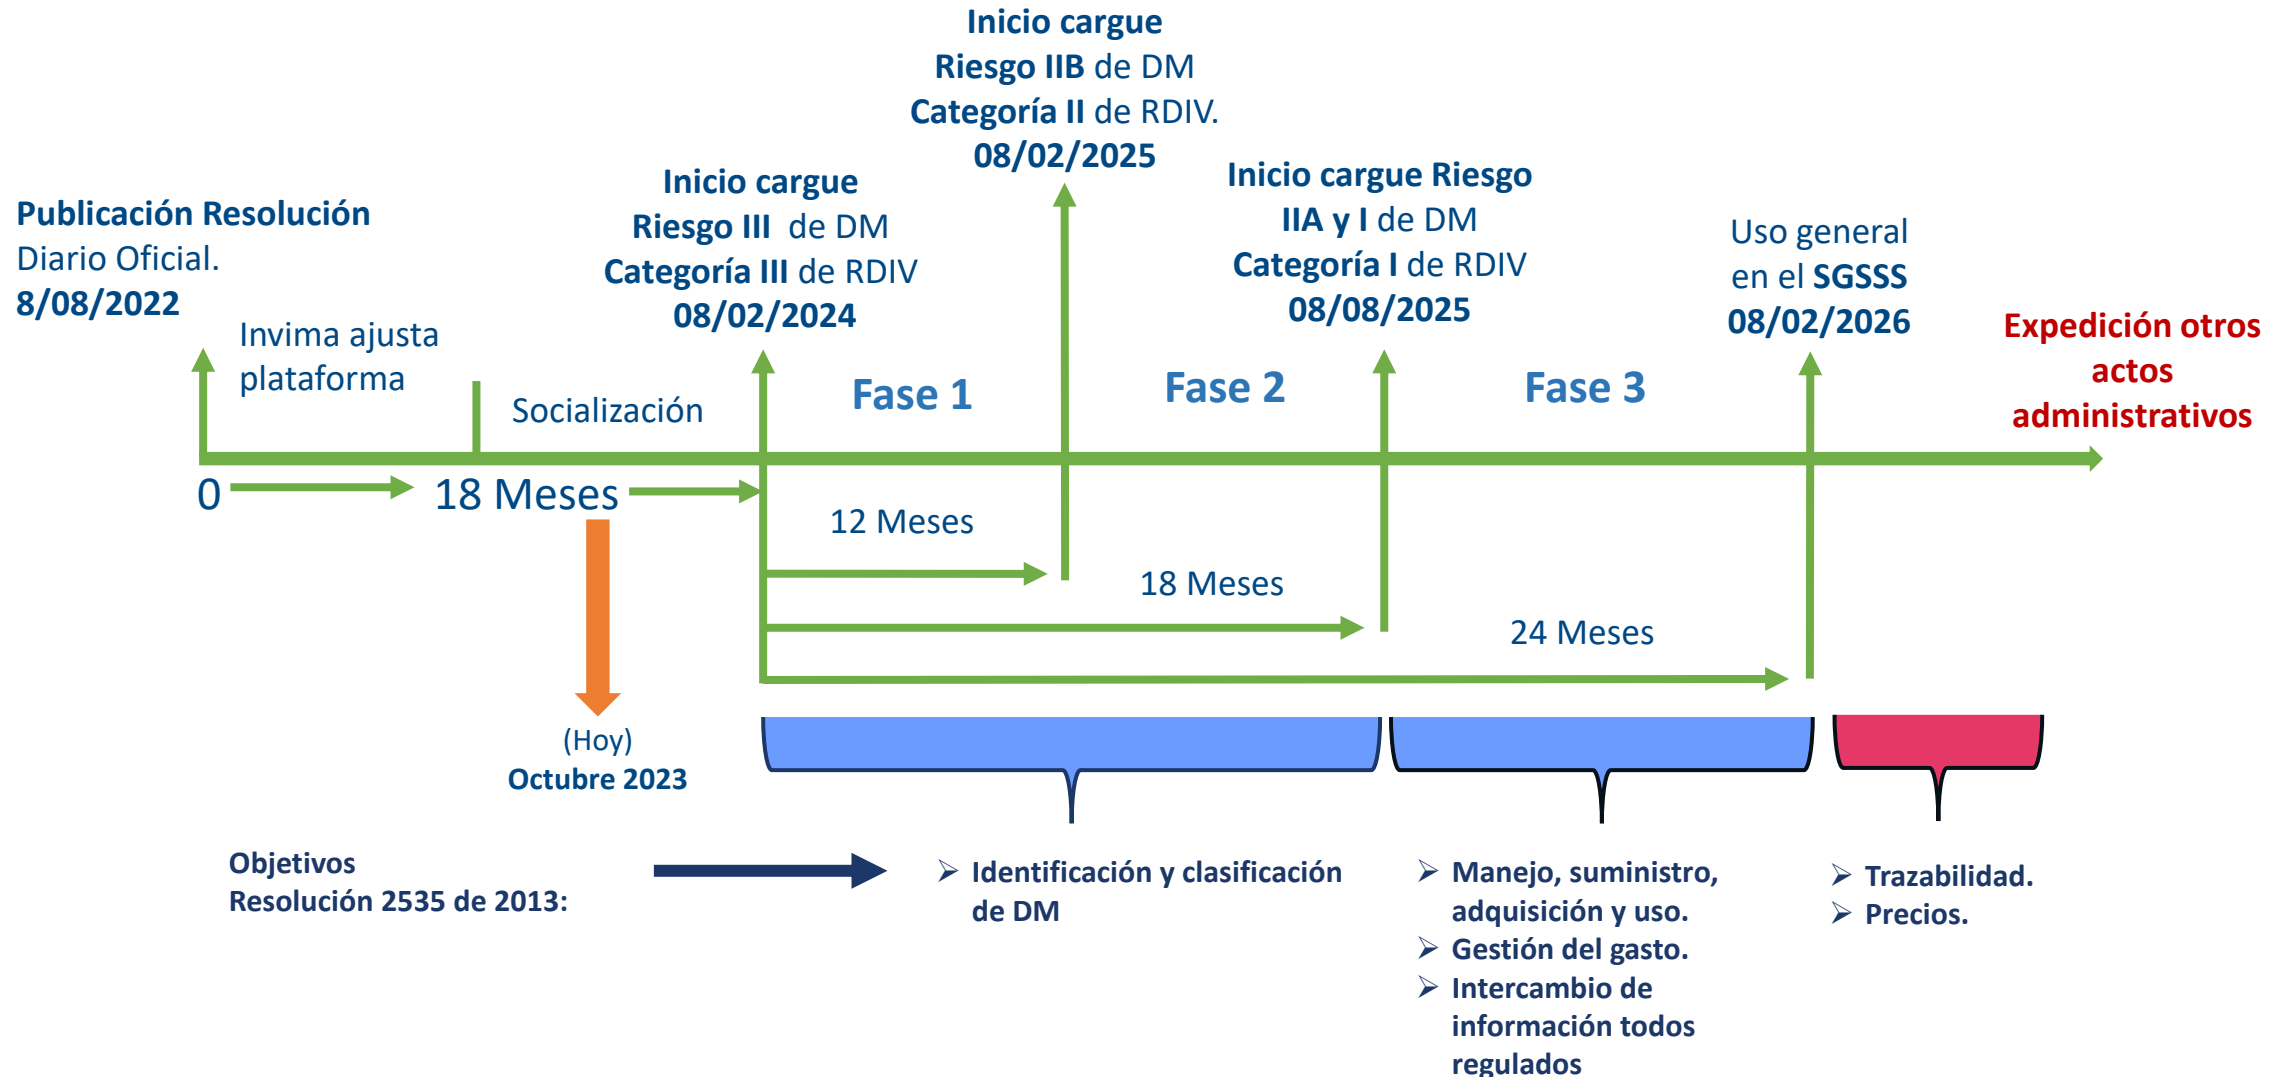 Inicio cargue
Riesgo IIB de DM
Categoría II de RDIV.
08/02/2025
Publicación Resolución
Diario Oficial.
8/08/2022
Inicio cargue
Riesgo III de DM
Categoría III de RDIV
08/02/2024
Inicio cargue Riesgo
IIA y I de DM
Categoría I de RDIV
08/08/2025
Uso general
en el SGSSS
08/02/2026
Expedición otros
actos
administrativos
Invima ajusta
plataforma
Socialización
Fase 1
Fase 2
Fase 3
0
18 Meses
12 Meses
18 Meses
24 Meses
(Hoy)
Octubre 2023
Objetivos
Resolución 2535 de 2013:
➢ Identificación y clasificación
de DM
➢ Manejo, suministro,
adquisición y uso.
➢ Gestión del gasto.
➢ Intercambio de
información todos
regulados
➢ Trazabilidad.
➢ Precios.